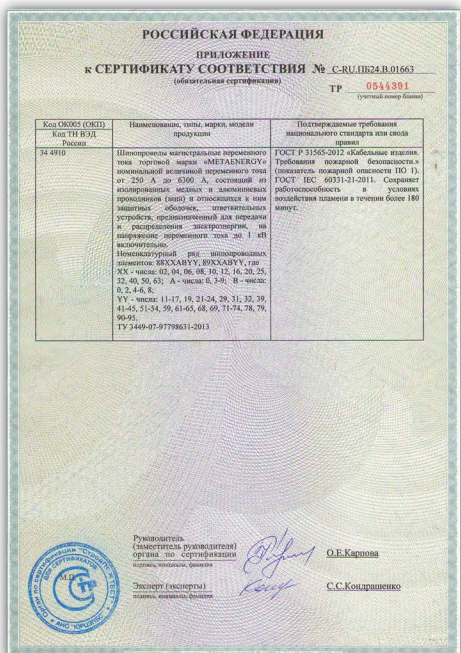 РОССИЙСКАЯ ФЕДЕРАЦИЯ
ПРИЛОЖЕНИЕ
к СЕРТИФИКАТУ СООТВЕТСТВИЯ № C-RU.ПБ24.В.01663
(обязательная сертификация)
ТР 0544391
(учетный номер бланка)
Код ОК005 (ОКП)
Код ТН ВЭД
России
Наименование, типы, марки, модели
продукции
Подтверждаемые требования
национального стандарта или свода
правил
34 4910
Шинопроводы магистральные переменного
тока торговой марки «METAENERGY»
номинальной величиной переменного тока
от 250 А до 6300 А, состоящий из
изолированных медных и алюминиевых
проводников (шин) и относящихся к ним
защитных оболочек, ответвительных
устройств, предназначенный для передачи
и распределения электроэнергии, на
напряжение переменного тока до 1 кВ
включительно.
Номенклатурный ряд шинопроводных
элементов: 88XXABYY, 89XXABYY, где
XX - числа: 02, 04, 06, 08, 10, 12, 16, 20, 25,
32, 40, 50, 63; А - числа: 0, 3-9; В - числа:
0, 2, 4-6, 8;
YY - числа: 11-17, 19, 21-24, 29, 31, 32, 39,
41-45, 51-54, 59, 61-65, 68, 69, 71-74, 78, 79,
90-95.
ТУ 3449-07-97798631-2013
ГОСТ Р 31565-2012 «Кабельные изделия.
Требования пожарной безопасности.»
(показатель пожарной опасности ПО 1).
ГОСТ IEC 60331-21-2011. Сохраняет
работоспособность в условиях
воздействия пламени в течении более 180
минут.
Руководитель
(заместитель руководителя)
органа по сертификации
подпись, инициалы, фамилия
О.Е.Карпова
М.П.
Эксперт (эксперты)
подпись, инициалы, фамилия
С.С.Кондрашенко